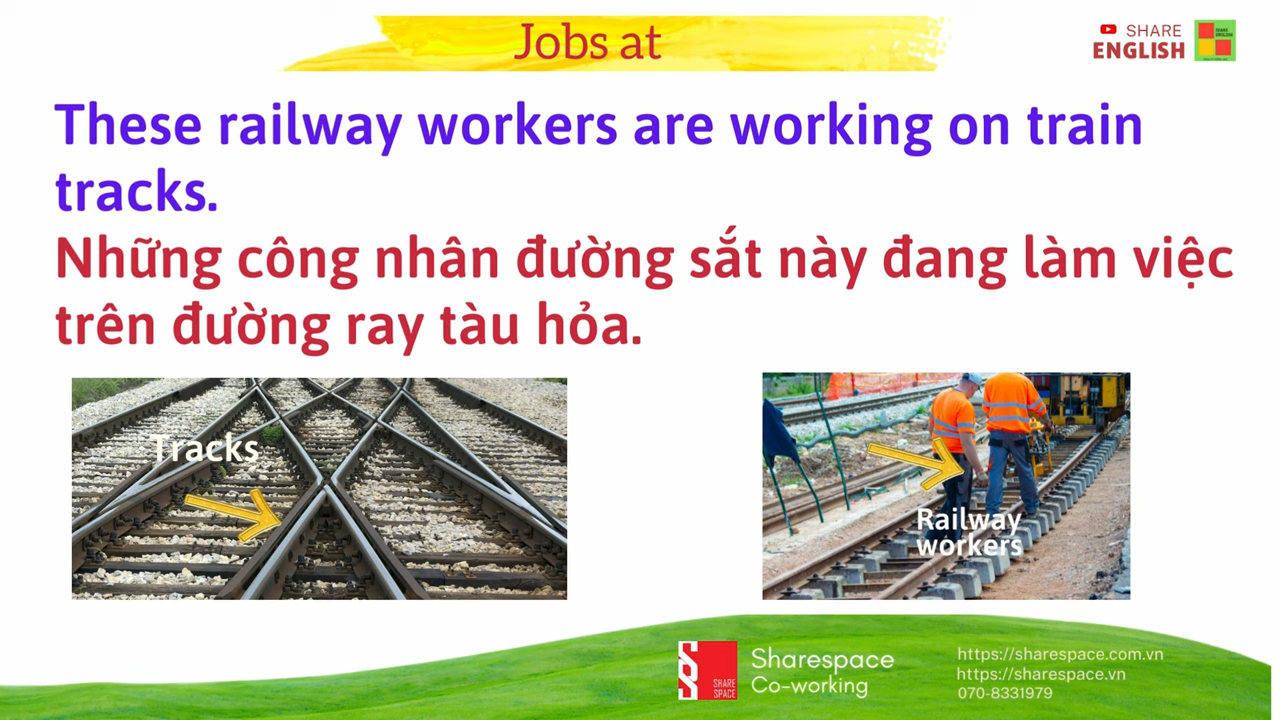 Jobs at
SHARE
ENGLISH
These railway workers are working on train
tracks.
Những công nhân đường sắt này đang làm việc
trên đường ray tàu hỏa.
Tracks
Railway
workers
SHARE
SPACE
Sharespace
Co-working
https://sharespace.com.vn
https://sharespace.vn
070-8331979